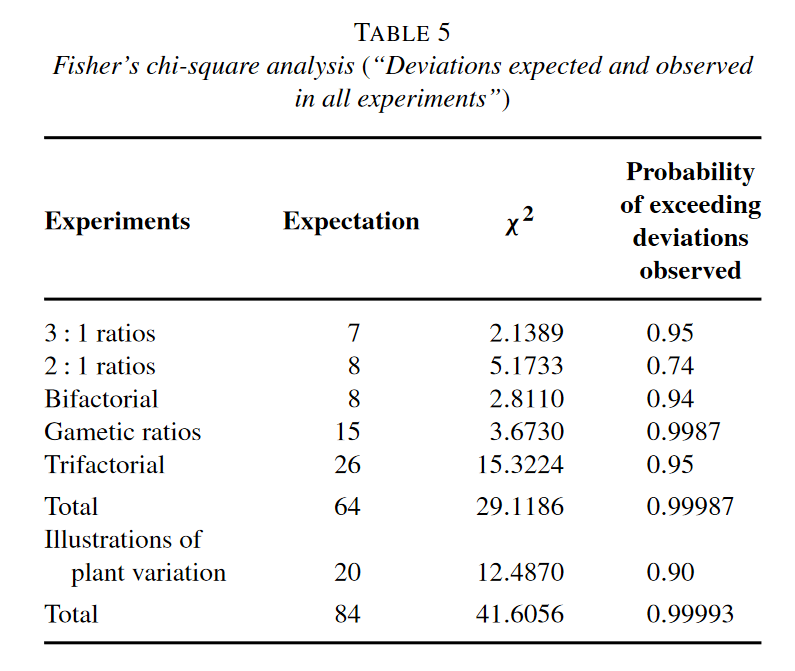 TABLE 5
Fisher's chi-square analysis (“Deviations expected and observed
in all experiments”)
Experiments Expectation χ² Probability of exceeding deviations observed
3 : 1 ratios 7 2.1389 0.95
2 : 1 ratios 8 5.1733 0.74
Bifactorial 8 2.8110 0.94
Gametic ratios 15 3.6730 0.9987
Trifactorial 26 15.3224 0.95
Total 64 29.1186 0.99987
Illustrations of
plant variation 20 12.4870 0.90
Total 84 41.6056 0.99993